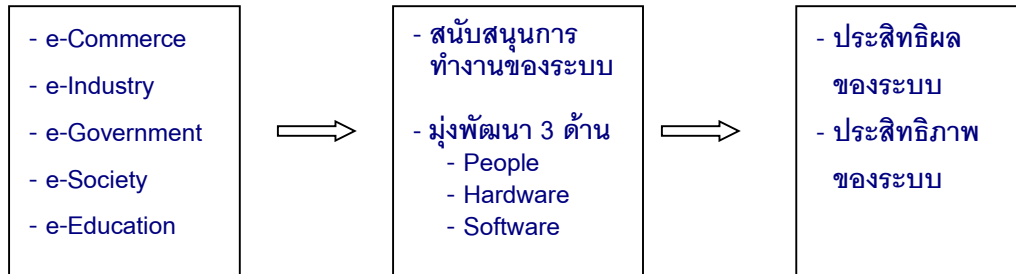 - e-Commerce
- e-Industry
- e-Government
- e-Society
- e-Education
- สนับสนุนการ
ทำงานของระบบ
- มุ่งพัฒนา 3 ด้าน
- People
- Hardware
- Software
- ประสิทธิผล
ของระบบ
- ประสิทธิภาพ
ของระบบ